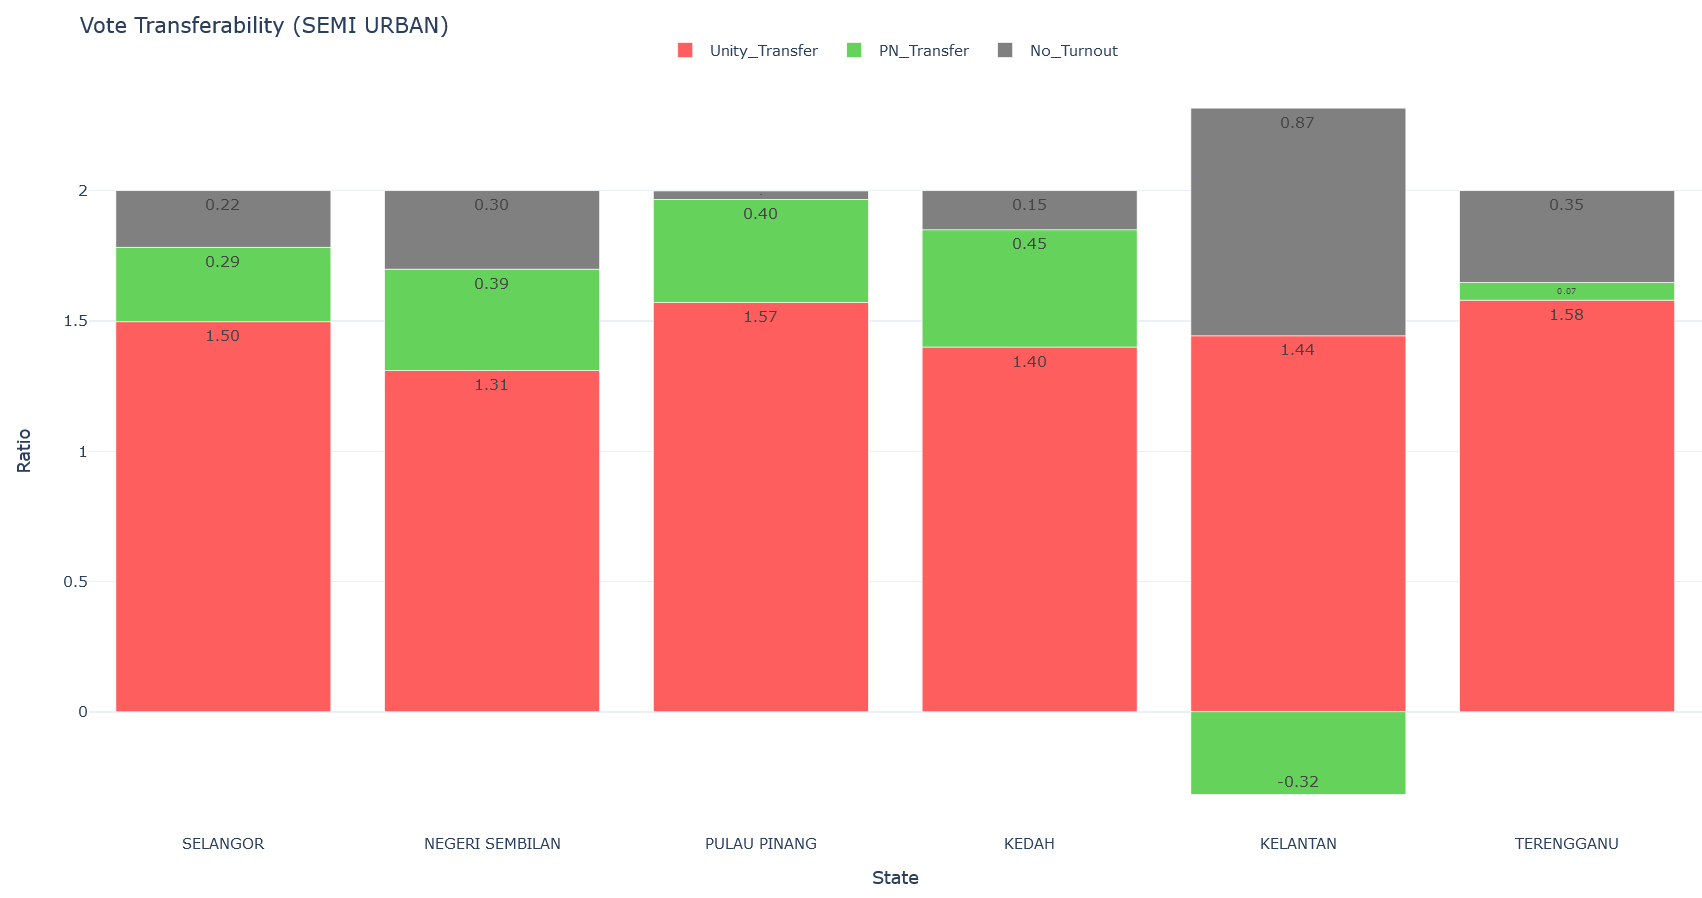 Vote Transferability (SEMI URBAN)
Unity_Transfer PN_Transfer No_Turnout
0.87
2
0.22 0.30 0.40 0.15 0.35
0.29 0.39 0.45 0.07
1.5
1.50 1.31 1.57 1.40 1.44 1.58
Ratio
1
0.5
0
-0.32
SELANGOR NEGERI SEMBILAN PULAU PINANG KEDAH KELANTAN TERENGGANU
State